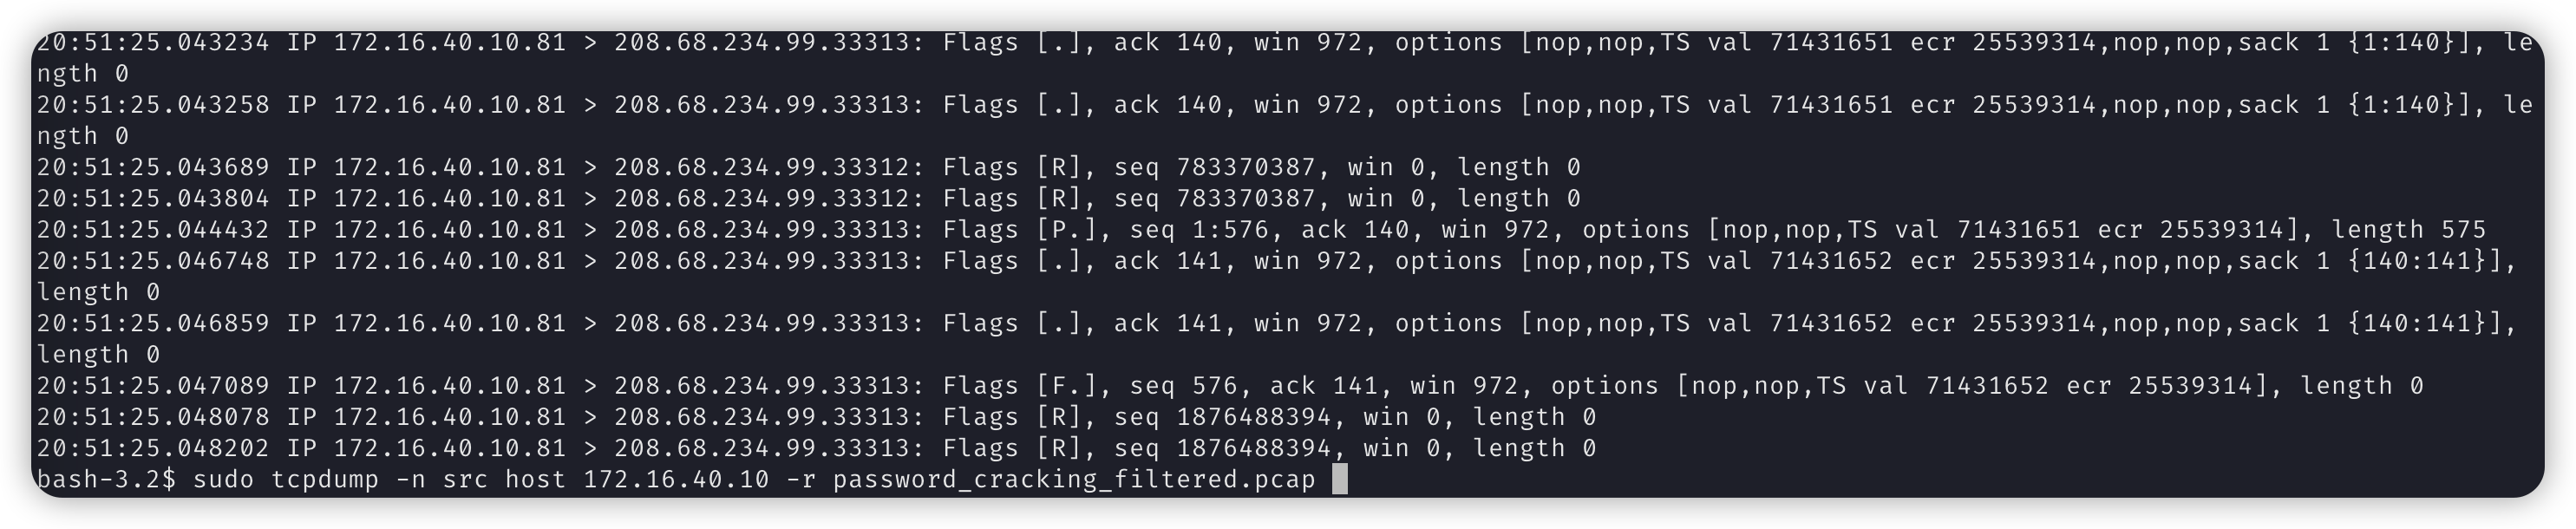 20:51:25.043234 IP 172.16.40.10.81 > 208.68.234.99.33313: Flags [.], ack 140, win 972, options [nop,nop,TS val 71431651 ecr 25539314,nop,nop,sack 1 {1:140}], le
ngth 0
20:51:25.043258 IP 172.16.40.10.81 > 208.68.234.99.33313: Flags [.], ack 140, win 972, options [nop,nop,TS val 71431651 ecr 25539314,nop,nop,sack 1 {1:140}], le
ngth 0
20:51:25.043689 IP 172.16.40.10.81 > 208.68.234.99.33312: Flags [R], seq 783370387, win 0, length 0
20:51:25.043804 IP 172.16.40.10.81 > 208.68.234.99.33312: Flags [R], seq 783370387, win 0, length 0
20:51:25.044432 IP 172.16.40.10.81 > 208.68.234.99.33313: Flags [P.], seq 1:576, ack 140, win 972, options [nop,nop,TS val 71431651 ecr 25539314], length 575
20:51:25.046748 IP 172.16.40.10.81 > 208.68.234.99.33313: Flags [.], ack 141, win 972, options [nop,nop,TS val 71431652 ecr 25539314,nop,nop,sack 1 {140:141}],
length 0
20:51:25.046859 IP 172.16.40.10.81 > 208.68.234.99.33313: Flags [.], ack 141, win 972, options [nop,nop,TS val 71431652 ecr 25539314,nop,nop,sack 1 {140:141}],
length 0
20:51:25.047089 IP 172.16.40.10.81 > 208.68.234.99.33313: Flags [F.], seq 576, ack 141, win 972, options [nop,nop,TS val 71431652 ecr 25539314], length 0
20:51:25.048078 IP 172.16.40.10.81 > 208.68.234.99.33313: Flags [R], seq 1876488394, win 0, length 0
20:51:25.048202 IP 172.16.40.10.81 > 208.68.234.99.33313: Flags [R], seq 1876488394, win 0, length 0
bash-3.2$ sudo tcpdump -n src host 172.16.40.10 -r password_cracking_filtered.pcap